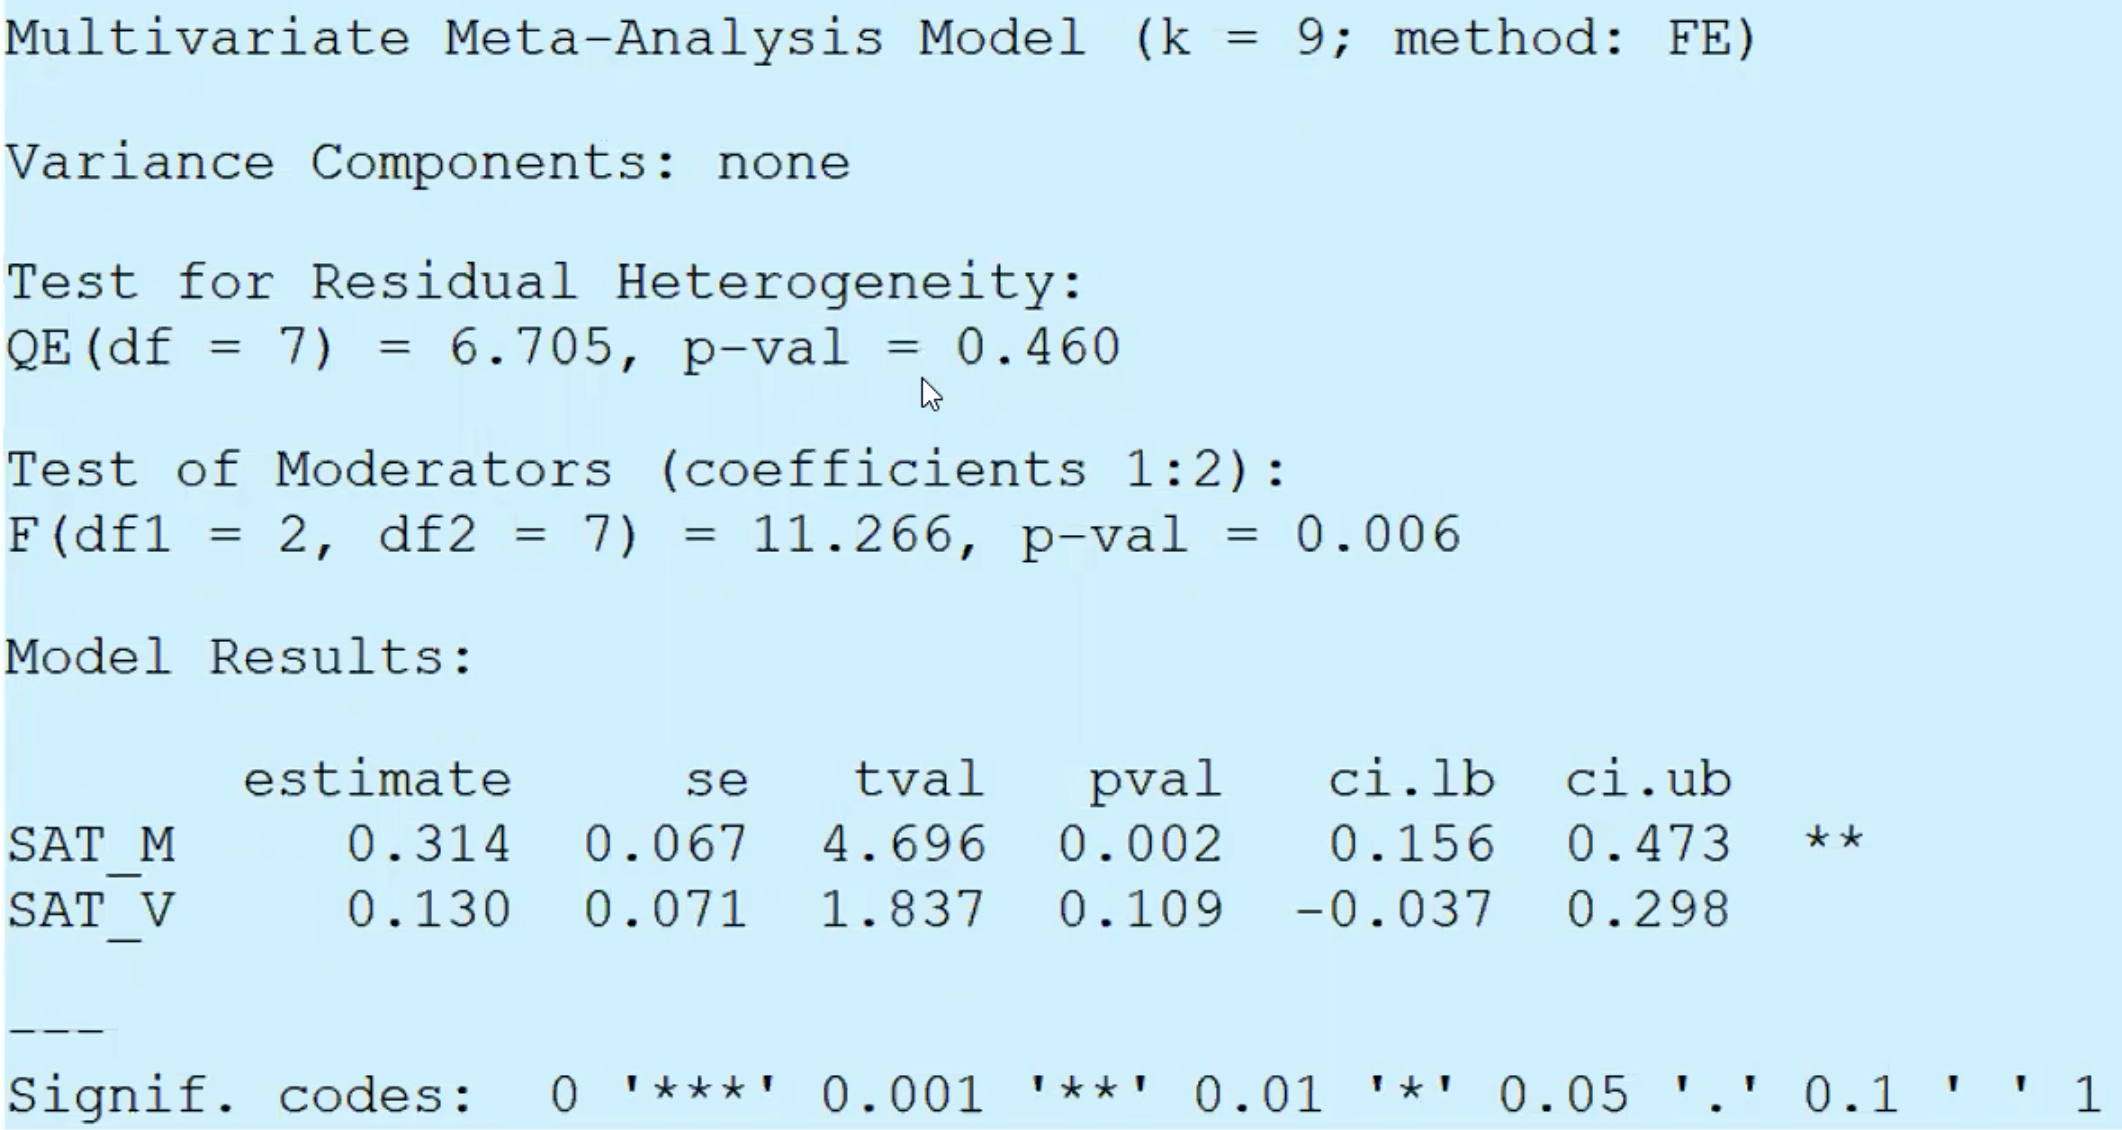 Multivariate Meta-Analysis Model (k = 9; method: FE)
Variance Components: none
Test for Residual Heterogeneity:
QE(df = 7) = 6.705, p-val = 0.460
Test of Moderators (coefficients 1:2):
F(df1 = 2, df2 = 7) = 11.266, p-val = 0.006
Model Results:
estimate se tval pval ci.lb ci.ub
SAT_M 0.314 0.067 4.696 0.002 0.156 0.473 **
SAT_V 0.130 0.071 1.837 0.109 -0.037 0.298
---
Signif. codes: 0 '***' 0.001 '**' 0.01 '*' 0.05 '.' 0.1 ' ' 1